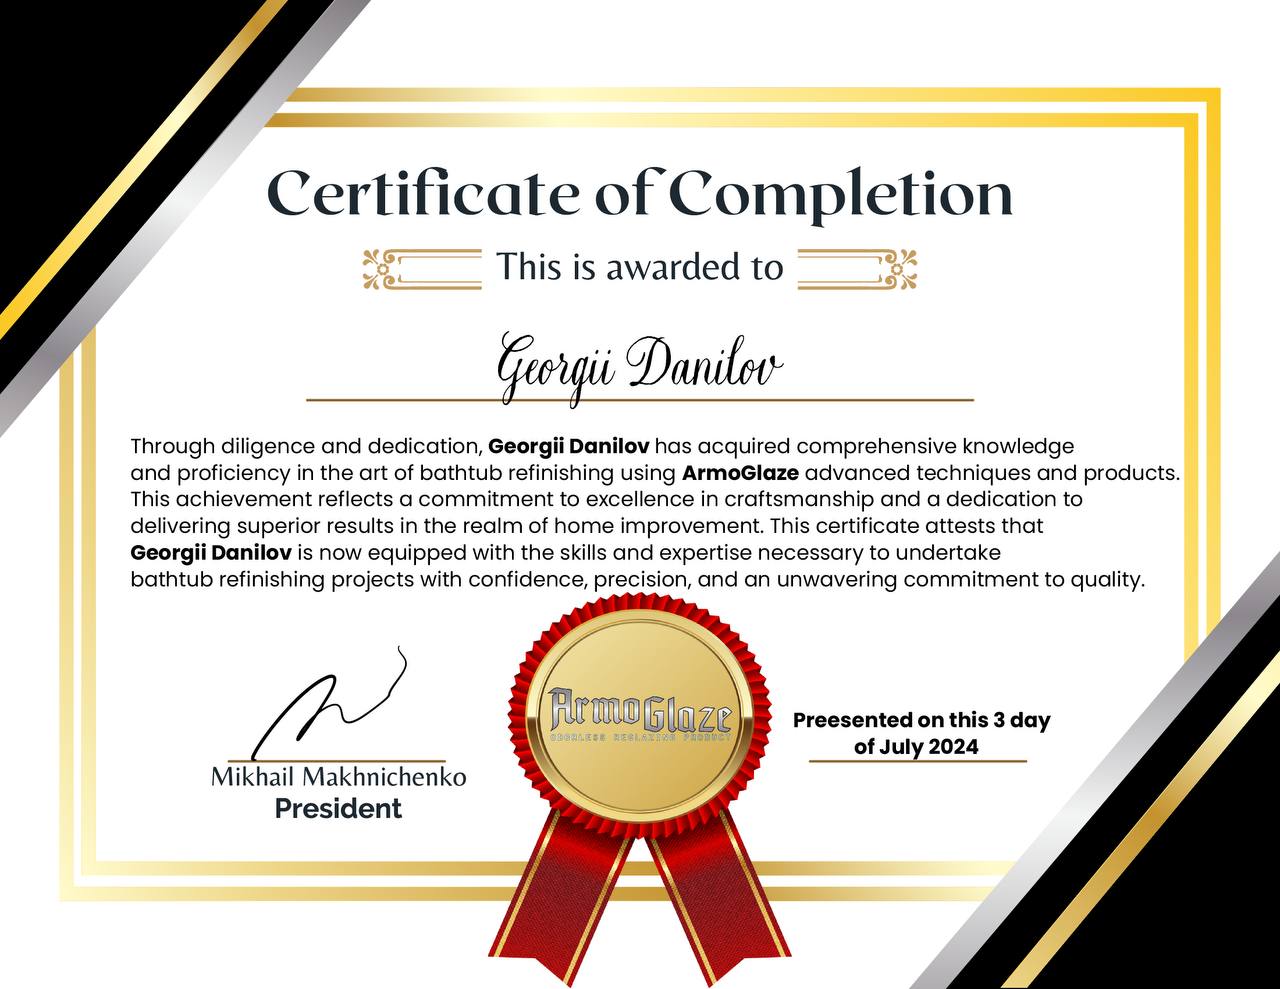 Certificate of Completion
This is awarded to
Georgii Danilov
Through diligence and dedication, Georgii Danilov has acquired comprehensive knowledge
and proficiency in the art of bathtub refinishing using ArmoGlaze advanced techniques and products.
This achievement reflects a commitment to excellence in craftsmanship and a dedication to
delivering superior results in the realm of home improvement. This certificate attests that
Georgii Danilov is now equipped with the skills and expertise necessary to undertake
bathtub refinishing projects with confidence, precision, and an unwavering commitment to quality.
ArmoGlaze
ODORLESS REGLAZING PRODUCT
Preesented on this 3 day
of July 2024
Mikhail Makhnichenko
President